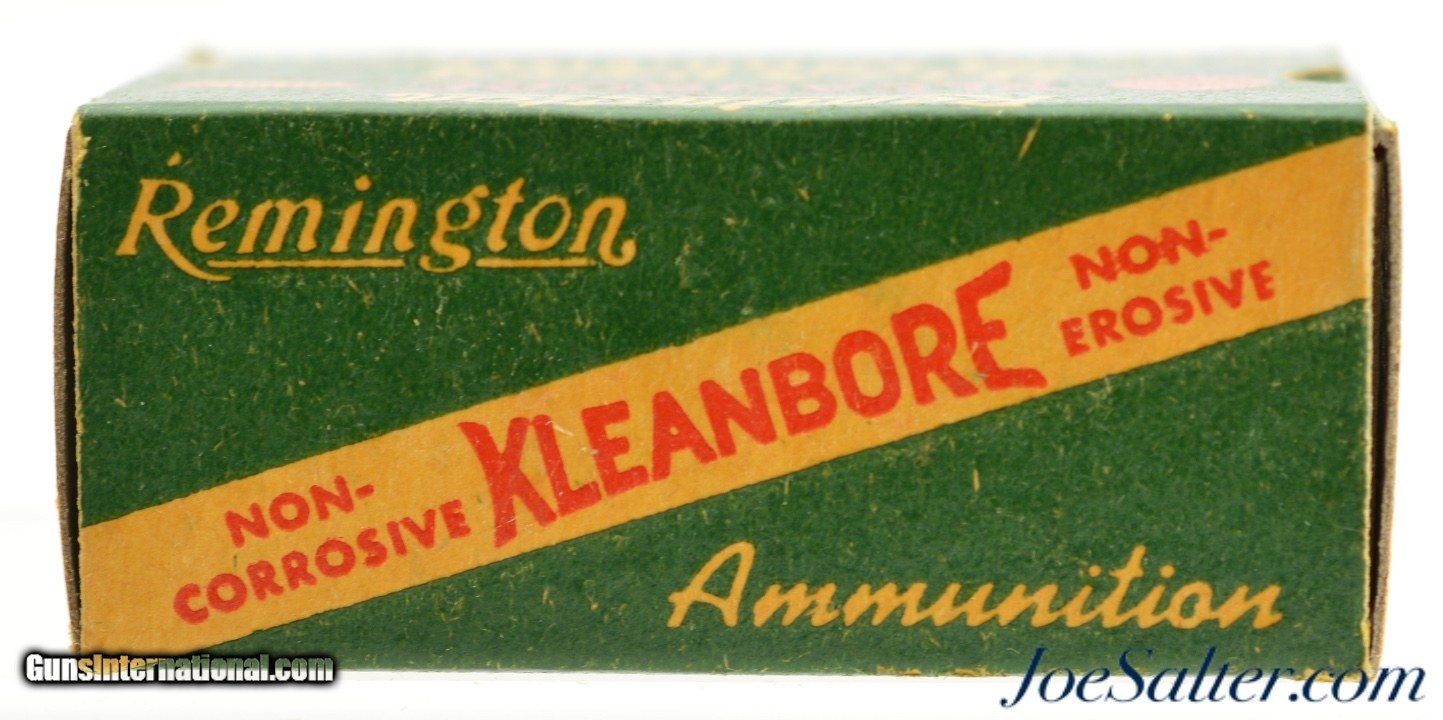 Remington
NON-
CORROSIVE
KLEANBORE
NON-
EROSIVE
Ammunition
GunsInternational.com
JoeSalter.com